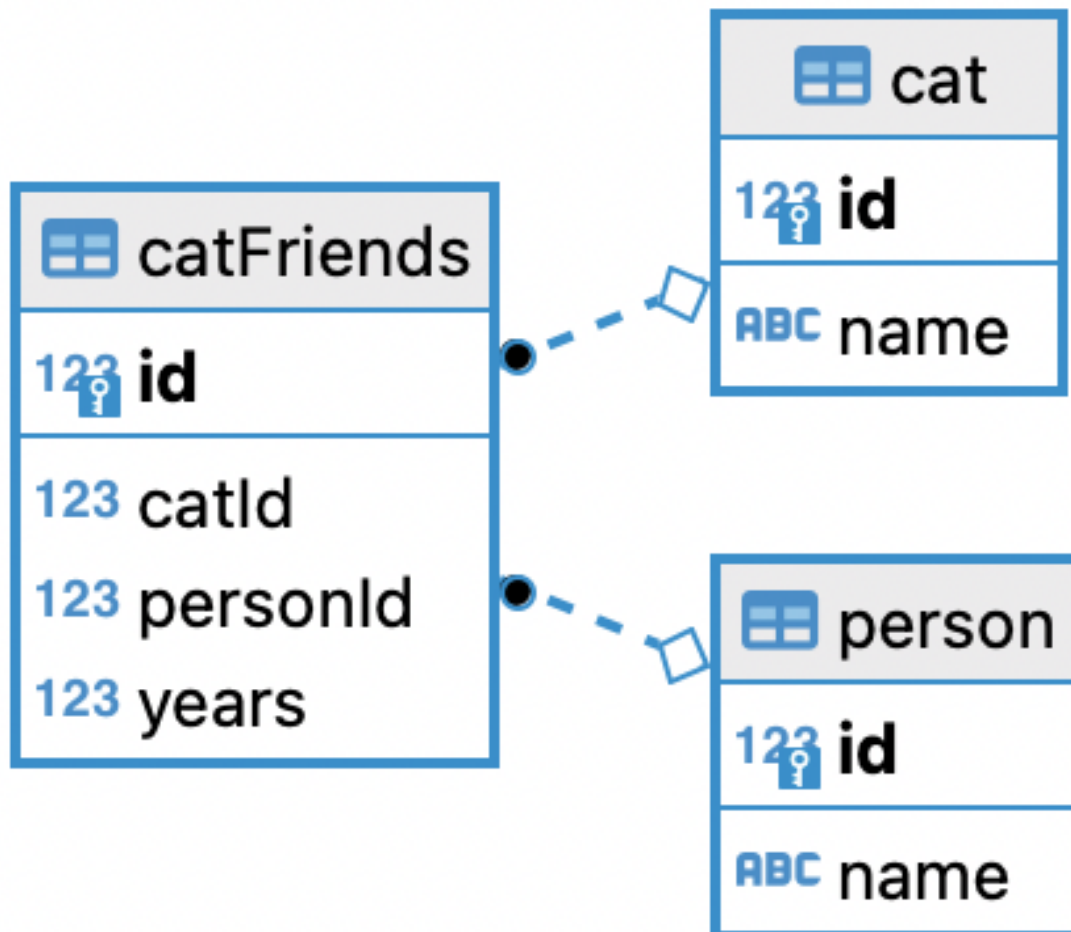 catFriends
123 id
123 catId
123 personId
123 years
cat
123 id
ABC name
person
123 id
ABC name